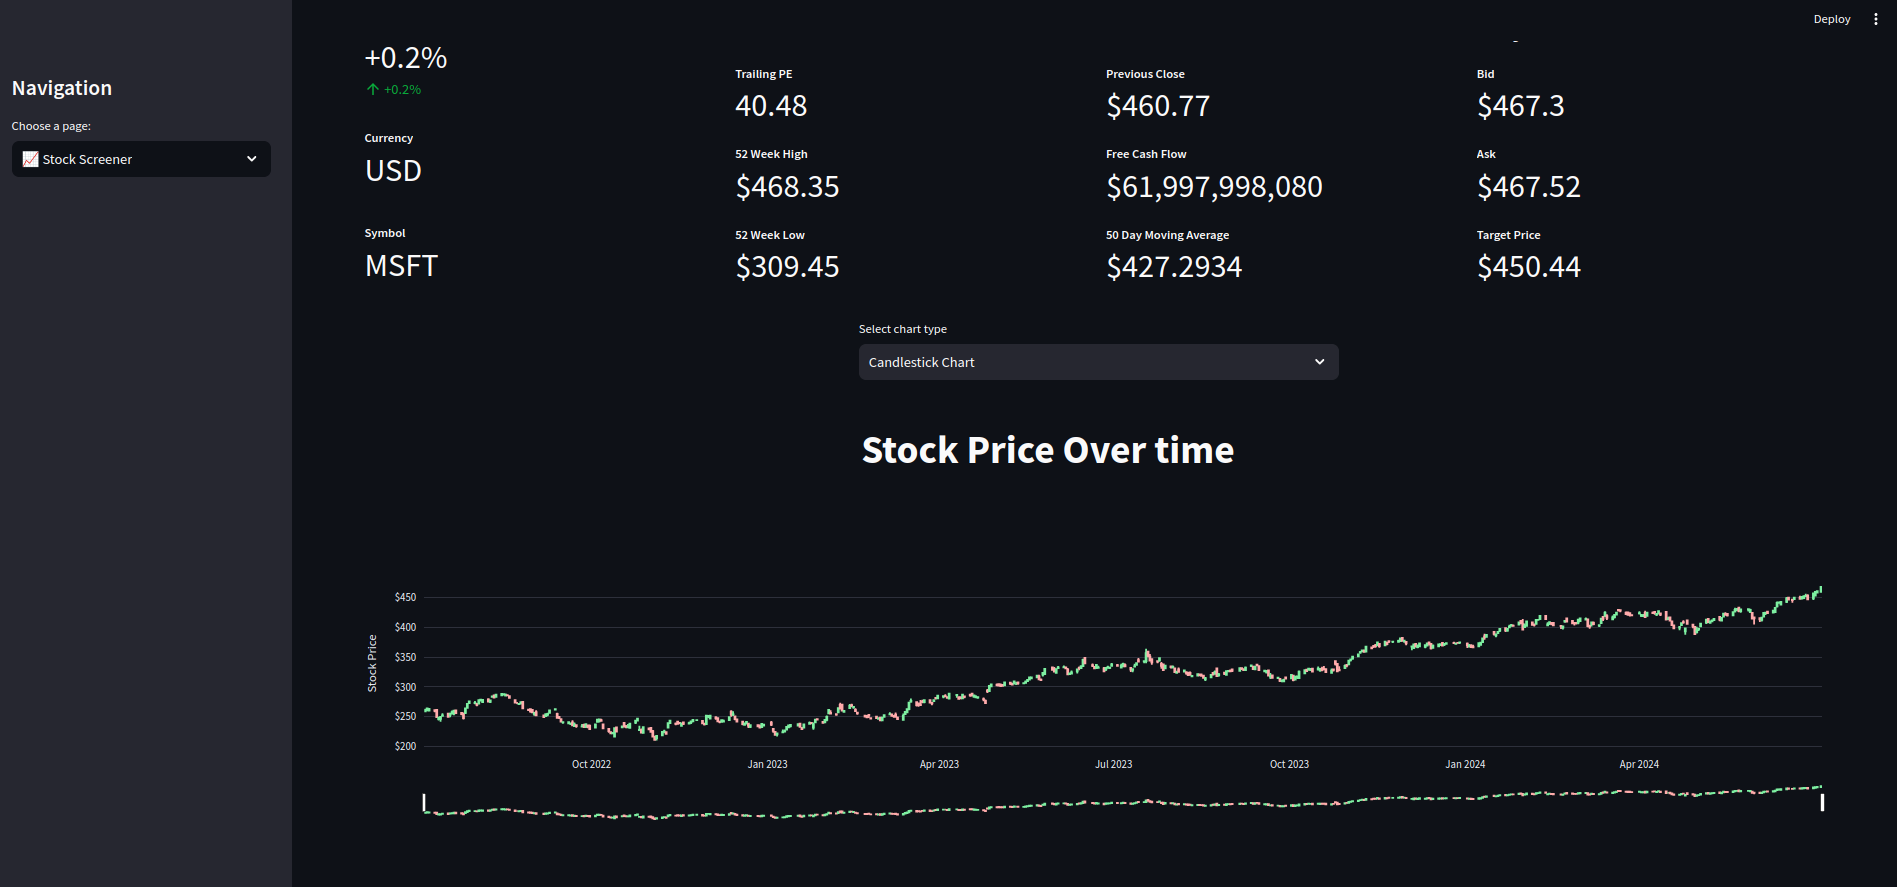 Deploy
Navigation
Choose a page:
📈 Stock Screener
+0.2%
↑ +0.2%
Currency
USD
Symbol
MSFT
Trailing PE
40.48
52 Week High
$468.35
52 Week Low
$309.45
Previous Close
$460.77
Free Cash Flow
$61,997,998,080
50 Day Moving Average
$427.2934
Bid
$467.3
Ask
$467.52
Target Price
$450.44
Select chart type
Candlestick Chart
Stock Price Over time
Stock Price
$450
$400
$350
$300
$250
$200
Oct 2022
Jan 2023
Apr 2023
Jul 2023
Oct 2023
Jan 2024
Apr 2024